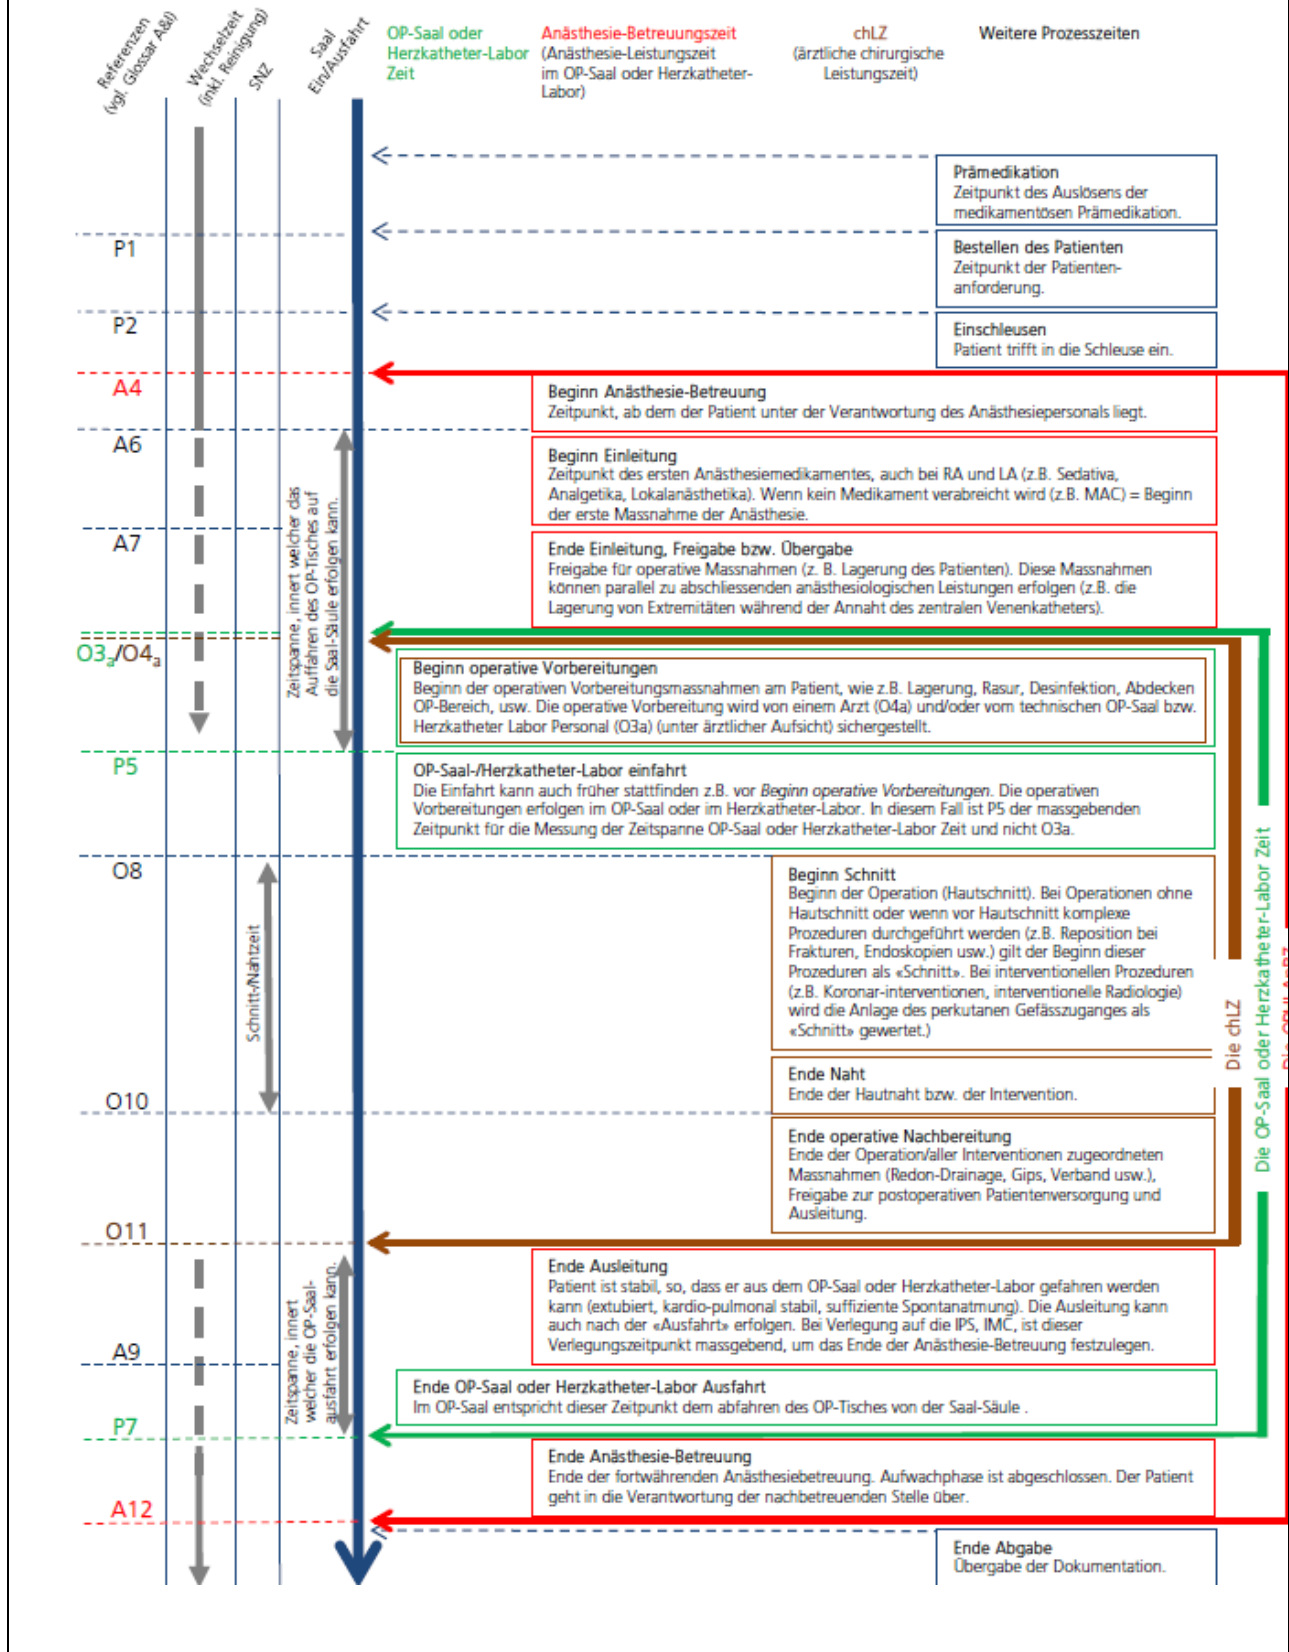 Referenzen
(vgl. Glossar A&I)
Wechselzeit
(inkl. Reinigung)
SNZ
Saal
Ein/Ausfahrt
OP-Saal oder
Herzkatheter-Labor
Zeit
Anästhesie-Betreuungszeit
(Anästhesie-Leistungszeit
im OP-Saal oder Herzkatheter-
Labor)
chLZ
(ärztliche chirurgische
Leistungszeit)
Weitere Prozesszeiten
Prämedikation
Zeitpunkt des Auslösens der
medikamentösen Prämedikation.
P1
Bestellen des Patienten
Zeitpunkt der Patienten-
anforderung.
P2
Einschleusen
Patient trifft in die Schleuse ein.
A4
Beginn Anästhesie-Betreuung
Zeitpunkt, ab dem der Patient unter der Verantwortung des Anästhesiepersonals liegt.
A6
Beginn Einleitung
Zeitpunkt des ersten Anästhesiemedikamentes, auch bei RA und LA (z.B. Sedativa,
Analgetika, Lokalanästhetika). Wenn kein Medikament verabreicht wird (z.B. MAC) = Beginn
der erste Massnahme der Anästhesie.
A7
Ende Einleitung, Freigabe bzw. Übergabe
Freigabe für operative Massnahmen (z. B. Lagerung des Patienten). Diese Massnahmen
können parallel zu abschliessenden anästhesiologischen Leistungen erfolgen (z.B. die
Lagerung von Extremitäten während der Annaht des zentralen Venenkatheters).
Zeitspanne, innert welcher das
Auffahren des OP-Tisches auf
die Saal-Säule erfolgen kann.
O3a/O4a
Beginn operative Vorbereitungen
Beginn der operativen Vorbereitungsmassnahmen am Patient, wie z.B. Lagerung, Rasur, Desinfektion, Abdecken
OP-Bereich, usw. Die operative Vorbereitung wird von einem Arzt (O4a) und/oder vom technischen OP-Saal bzw.
Herzkatheter Labor Personal (O3a) (unter ärztlicher Aufsicht) sichergestellt.
P5
OP-Saal-/Herzkatheter-Labor einfahrt
Die Einfahrt kann auch früher stattfinden z.B. vor Beginn operative Vorbereitungen. Die operativen
Vorbereitungen erfolgen im OP-Saal oder im Herzkatheter-Labor. In diesem Fall ist P5 der massgebenden
Zeitpunkt für die Messung der Zeitspanne OP-Saal oder Herzkatheter-Labor Zeit und nicht O3a.
O8
Beginn Schnitt
Beginn der Operation (Hautschnitt). Bei Operationen ohne
Hautschnitt oder wenn vor Hautschnitt komplexe
Prozeduren durchgeführt werden (z.B. Reposition bei
Frakturen, Endoskopien usw.) gilt der Beginn dieser
Prozeduren als «Schnitt». Bei interventionellen Prozeduren
(z.B. Koronar-interventionen, interventionelle Radiologie)
wird die Anlage des perkutanen Gefässzuganges als
«Schnitt» gewertet.)
Schnitt-/Nahtzeit
Die chLZ
Die OP-Saal oder Herzkatheter-Labor Zeit
Ende Naht
Ende der Hautnaht bzw. der Intervention.
O10
Ende operative Nachbereitung
Ende der Operation/aller Interventionen zugeordneten
Massnahmen (Redon-Drainage, Gips, Verband usw.),
Freigabe zur postoperativen Patientenversorgung und
Ausleitung.
O11
Ende Ausleitung
Patient ist stabil, so, dass er aus dem OP-Saal oder Herzkatheter-Labor gefahren werden
kann (extubiert, kardio-pulmonal stabil, suffiziente Spontanatmung). Die Ausleitung kann
auch nach der «Ausfahrt» erfolgen. Bei Verlegung auf die IPS, IMC, ist dieser
Verlegungszeitpunkt massgebend, um das Ende der Anästhesie-Betreuung festzulegen.
Zeitspanne, innert
welcher die OP-Saal-
ausfahrt erfolgen kann.
A9
Ende OP-Saal oder Herzkatheter-Labor Ausfahrt
Im OP-Saal entspricht dieser Zeitpunkt dem abfahren des OP-Tisches von der Saal-Säule .
P7
Ende Anästhesie-Betreuung
Ende der fortwährenden Anästhesiebetreuung. Aufwachphase ist abgeschlossen. Der Patient
geht in die Verantwortung der nachbetreuenden Stelle über.
A12
Ende Abgabe
Übergabe der Dokumentation.